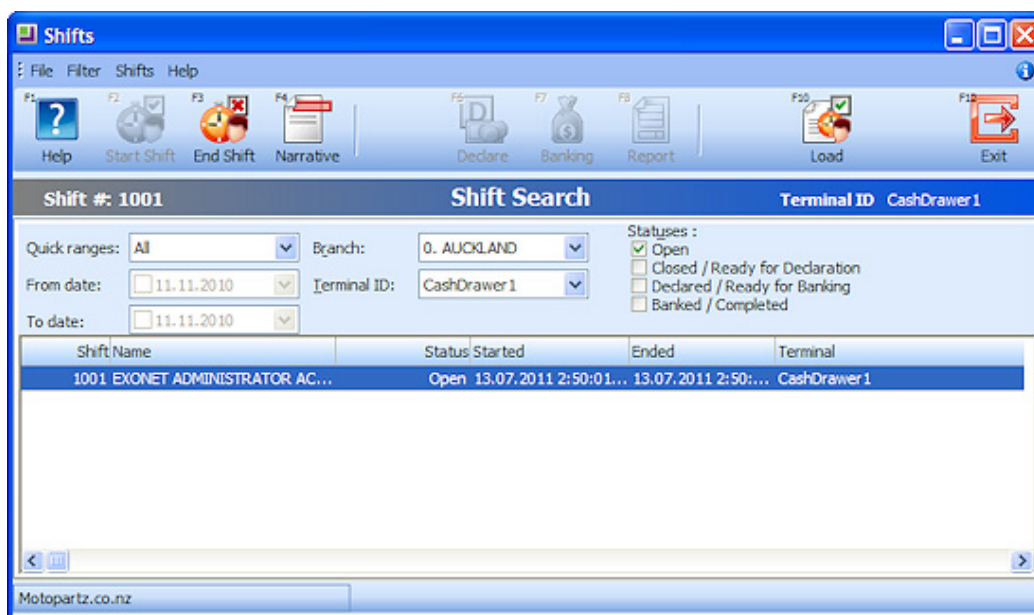 Shifts
File Filter Shifts Help
F1 F2 F3 F4 F6 F7 F8 F10 F12
Help Start Shift End Shift Narrative Declare Banking Report Load Exit
Shift #: 1001 Shift Search Terminal ID CashDrawer1
Quick ranges: All Branch: 0. AUCKLAND Statuses :
Open
From date: 11.11.2010 Terminal ID: CashDrawer1 Closed / Ready for Declaration
Declared / Ready for Banking
To date: 11.11.2010 Banked / Completed
Shift Name Status Started Ended Terminal
1001 EXONET ADMINISTRATOR AC... Open 13.07.2011 2:50:01... 13.07.2011 2:50:... CashDrawer1
Motopartz.co.nz